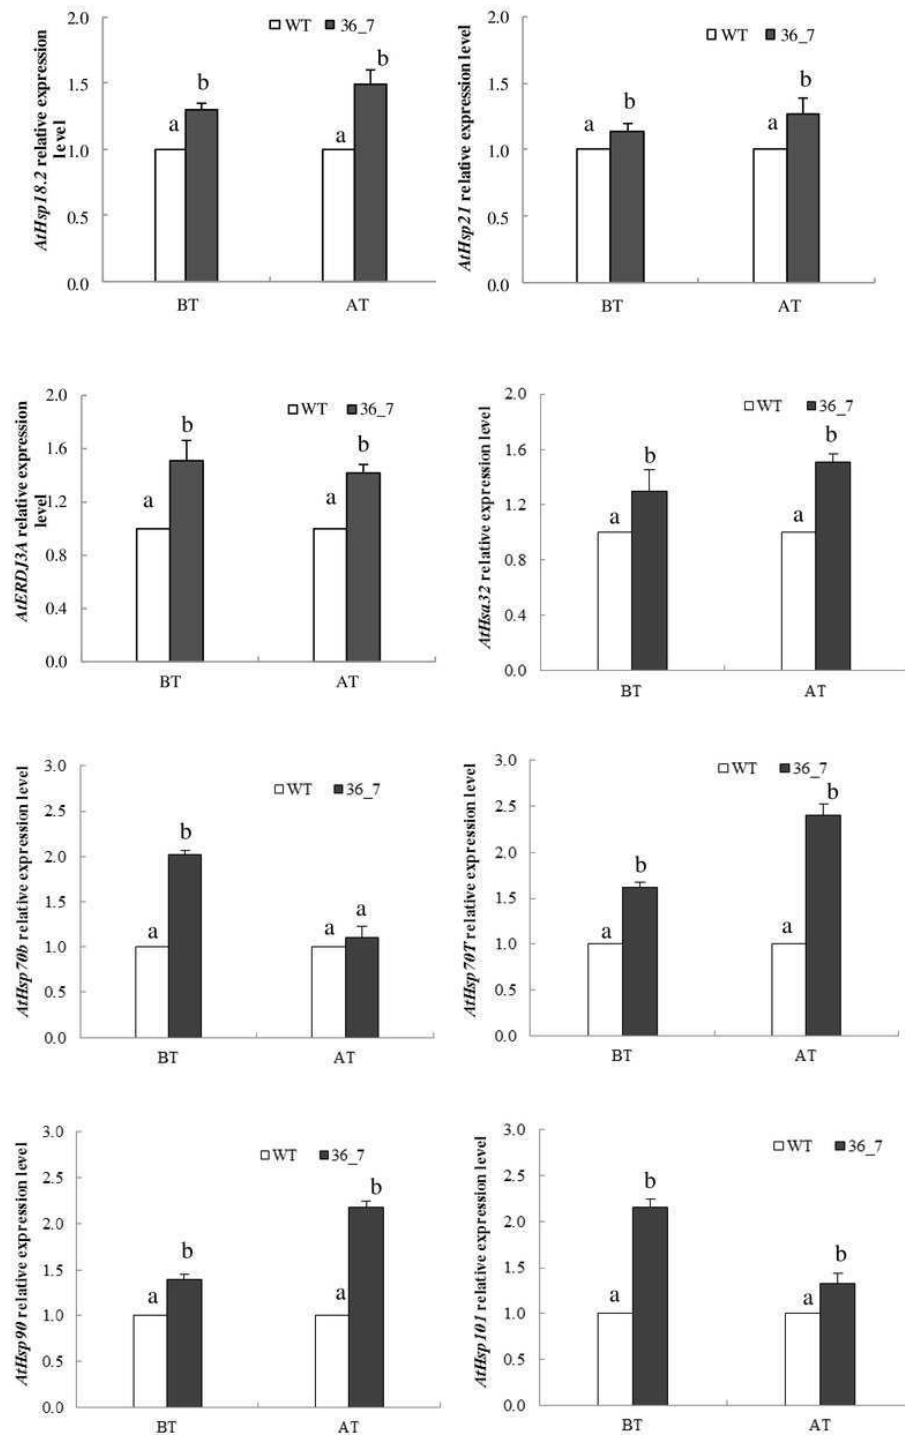 WT 36_7
AtHsp18.2 relative expression
level
2.0
1.5
1.0
0.5
0.0
a
b
a
b
BT AT
WT 36_7
AtHsp21 relative expression level
2.0
1.5
1.0
0.5
0.0
a
b
a
b
BT AT
WT 36_7
AtERDJ3A relative expression
level
2.0
1.6
1.2
0.8
0.4
0.0
a
b
a
b
BT AT
WT 36_7
AtHsa32 relative expression level
2.0
1.6
1.2
0.8
0.4
0.0
a
b
a
b
BT AT
WT 36_7
AtHsp70b relative expression level
3.0
2.5
2.0
1.5
1.0
0.5
0.0
a
b
a
a
BT AT
WT 36_7
AtHsp70T relative expression level
3.0
2.5
2.0
1.5
1.0
0.5
0.0
a
b
a
b
BT AT
WT 36_7
AtHsp90 relative expression level
3.0
2.5
2.0
1.5
1.0
0.5
0.0
a
b
a
b
BT AT
WT 36_7
AtHsp101 relative expression level
3.0
2.5
2.0
1.5
1.0
0.5
0.0
a
b
a
b
BT AT